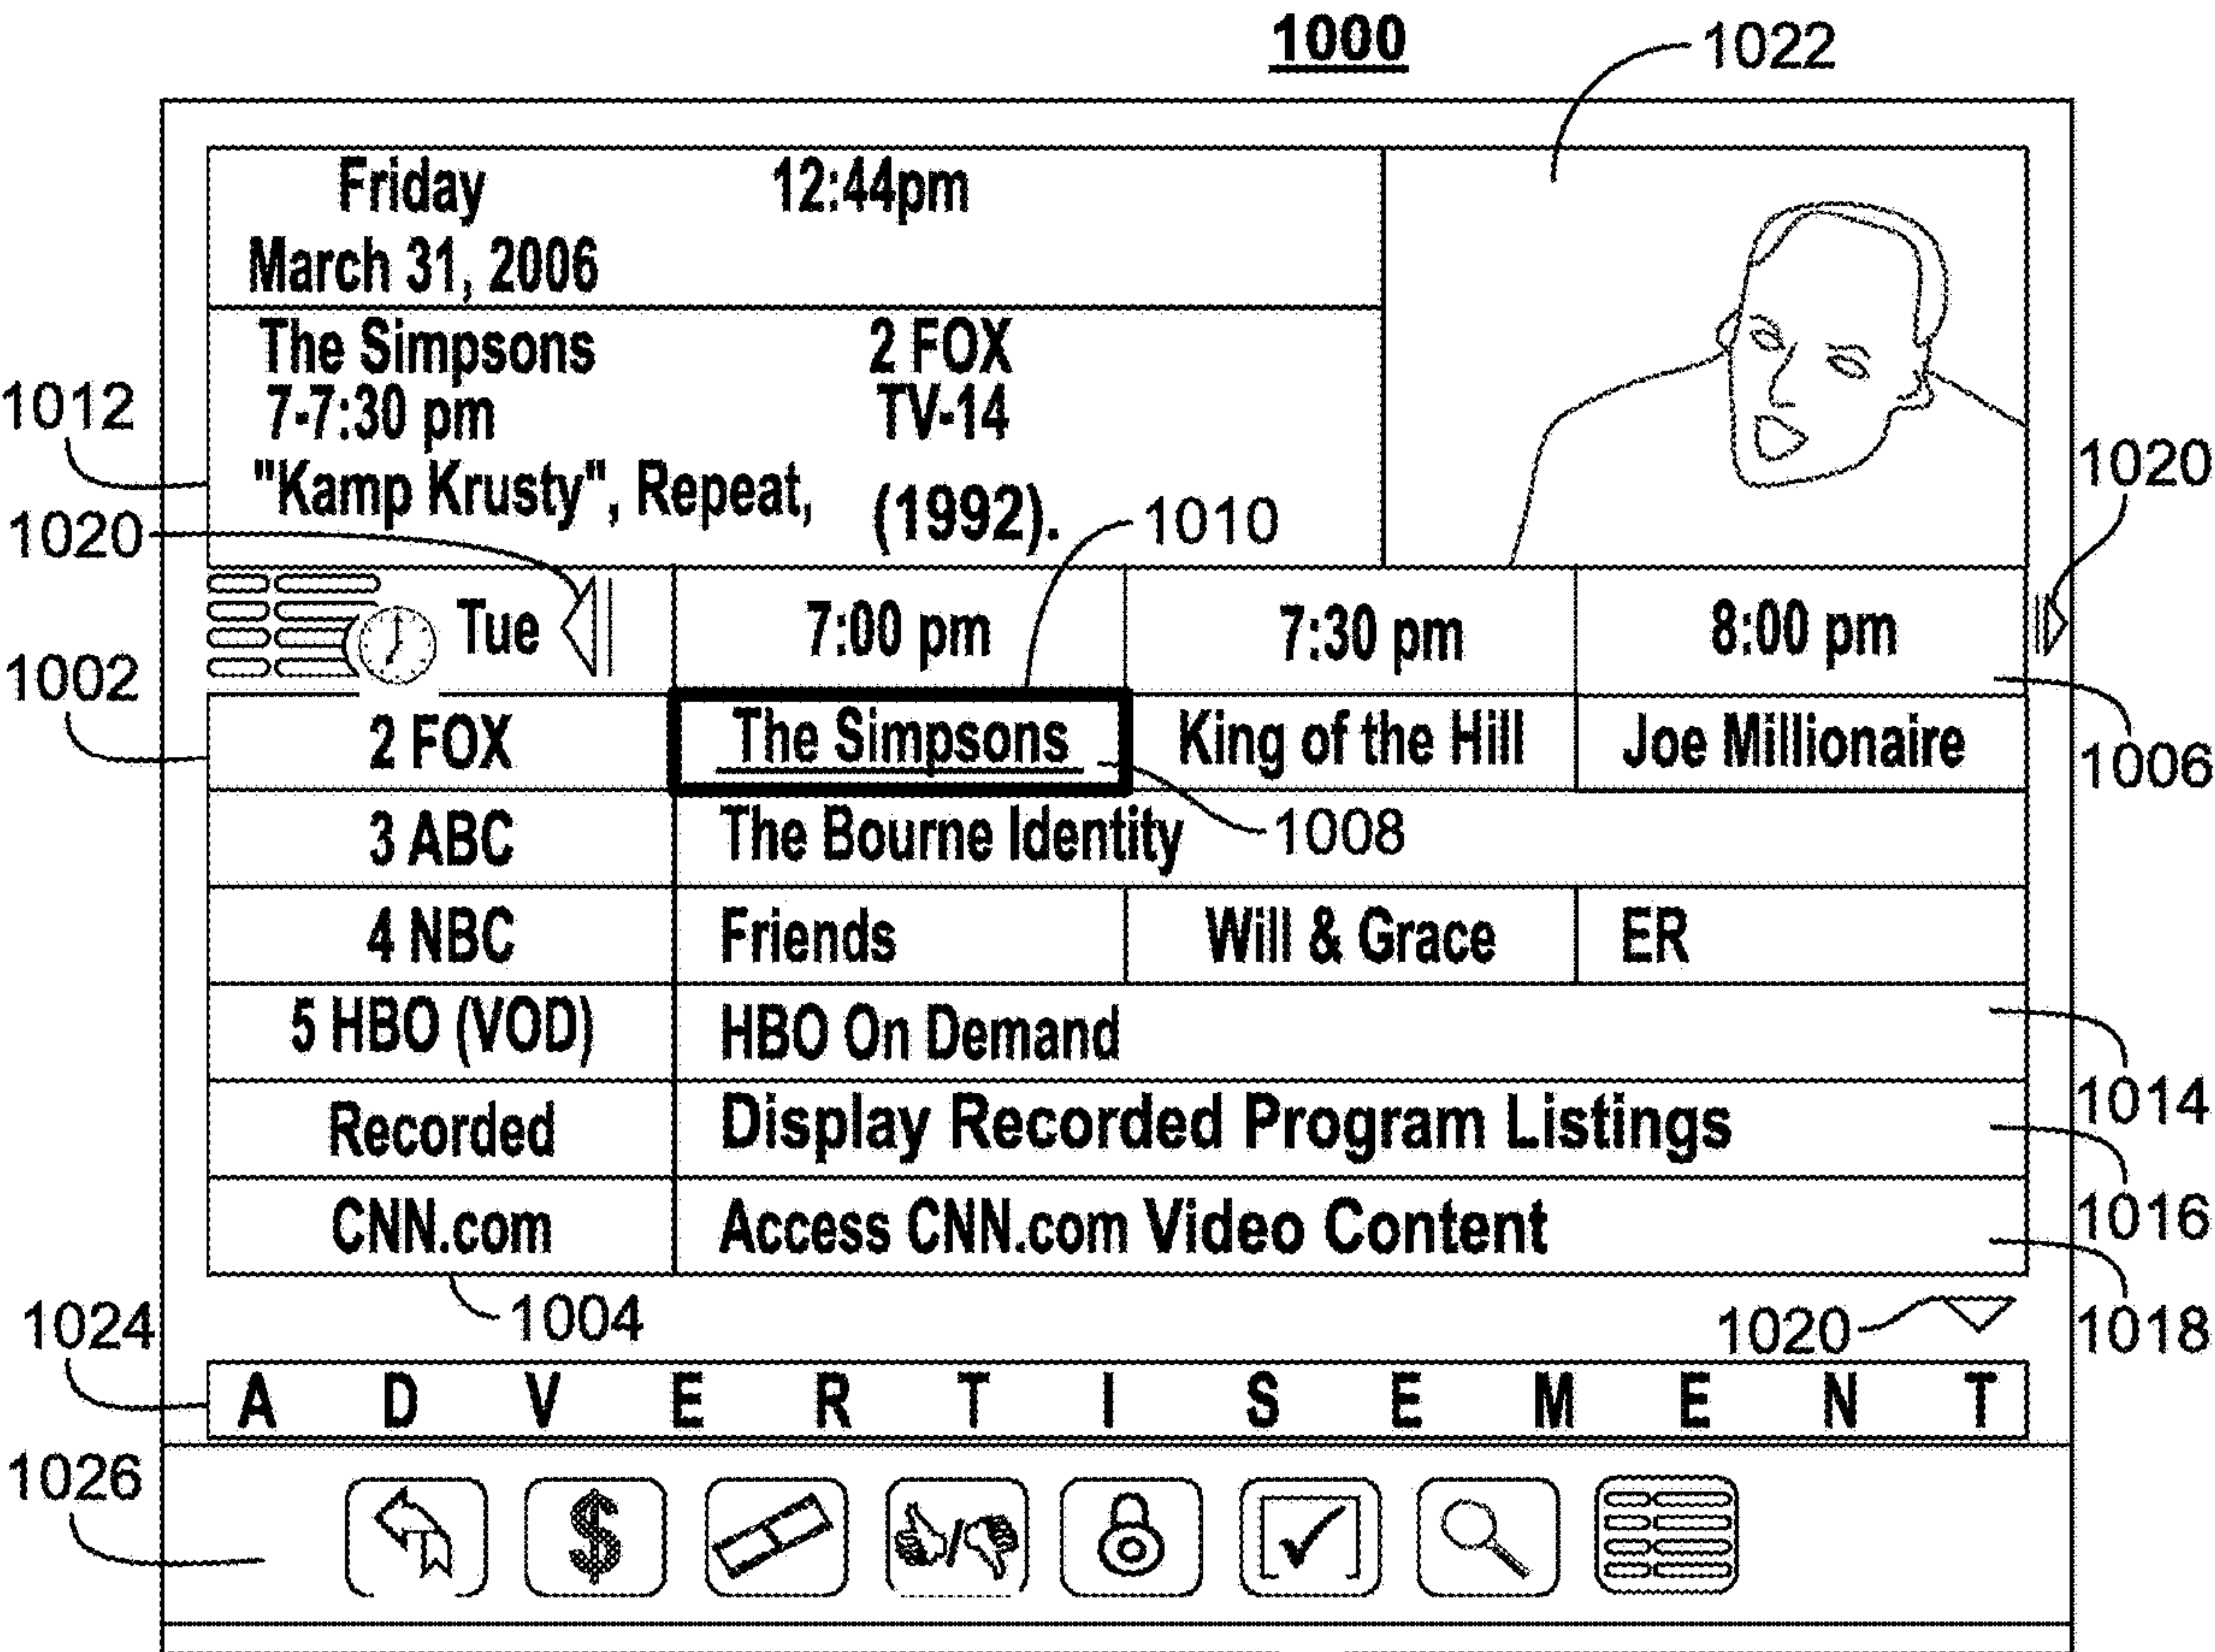 1000
1022
Friday 12:44pm
March 31, 2006
The Simpsons 2 FOX
1012 7-7:30 pm TV-14
"Kamp Krusty", Repeat, (1992).
1020 1010 1020
Tue 7:00 pm 7:30 pm 8:00 pm
1002
2 FOX The Simpsons King of the Hill Joe Millionaire
1006
3 ABC The Bourne Identity 1008
4 NBC Friends Will & Grace ER
5 HBO (VOD) HBO On Demand
1014
Recorded Display Recorded Program Listings
1016
CNN.com Access CNN.com Video Content
1024 1004 1020 1018
A D V E R T I S E M E N T
1026
$